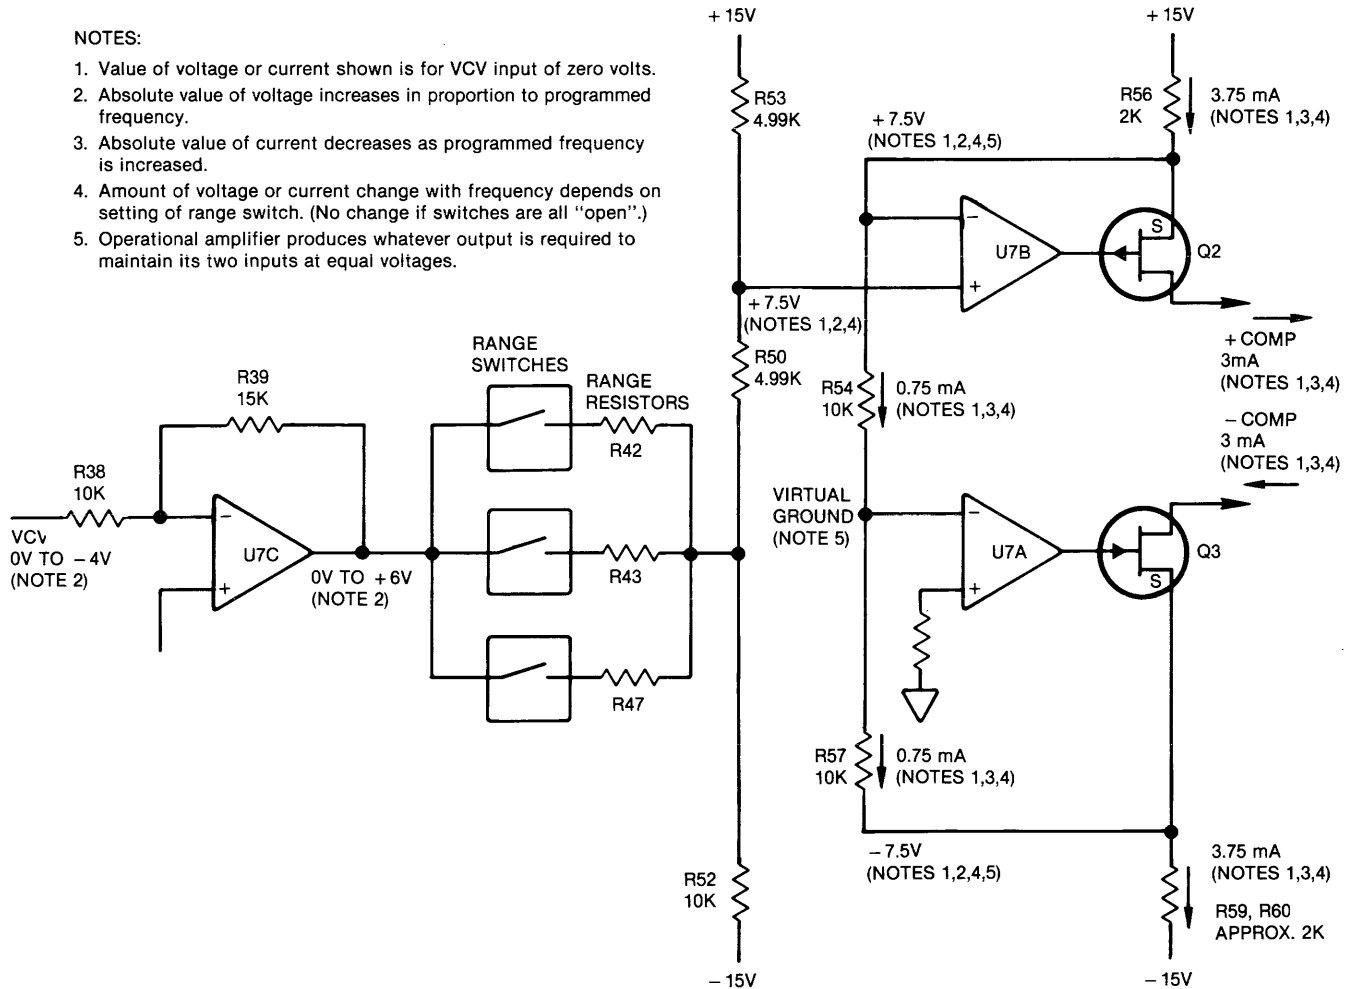 NOTES:
1. Value of voltage or current shown is for VCV input of zero volts.
2. Absolute value of voltage increases in proportion to programmed
frequency.
3. Absolute value of current decreases as programmed frequency
is increased.
4. Amount of voltage or current change with frequency depends on
setting of range switch. (No change if switches are all "open".)
5. Operational amplifier produces whatever output is required to
maintain its two inputs at equal voltages.
+ 15V
R53
4.99K
+ 7.5V
(NOTES 1,2,4)
R50
4.99K
R52
10K
− 15V
R38
10K
VCV
0V TO − 4V
(NOTE 2)
R39
15K
−
U7C
+
0V TO + 6V
(NOTE 2)
RANGE
SWITCHES
RANGE
RESISTORS
R42
R43
R47
+ 15V
R56
2K
3.75 mA
(NOTES 1,3,4)
+ 7.5V
(NOTES 1,2,4,5)
−
U7B
+
S
Q2
+ COMP
3mA
(NOTES 1,3,4)
− COMP
3 mA
(NOTES 1,3,4)
R54
10K
0.75 mA
(NOTES 1,3,4)
VIRTUAL
GROUND
(NOTE 5)
−
U7A
+
S
Q3
R57
10K
0.75 mA
(NOTES 1,3,4)
− 7.5V
(NOTES 1,2,4,5)
3.75 mA
(NOTES 1,3,4)
R59, R60
APPROX. 2K
− 15V